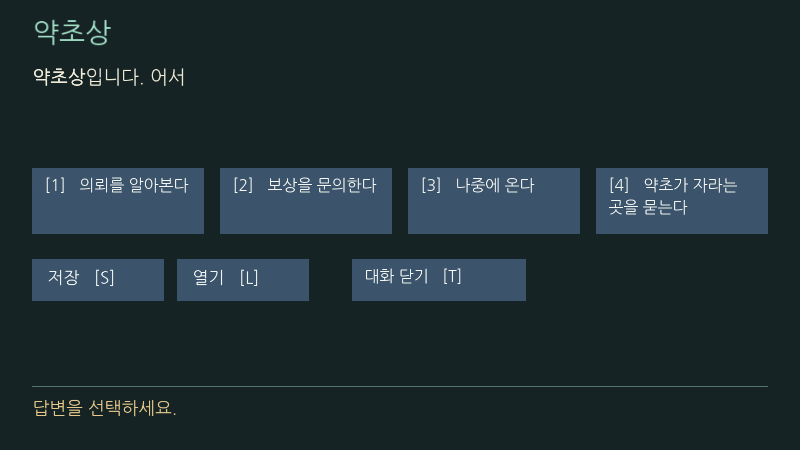 약초상
약초상입니다. 어서
[1] 의뢰를 알아본다
[2] 보상을 문의한다
[3] 나중에 온다
[4] 약초가 자라는
곳을 묻는다
저장 [S]
열기 [L]
대화 닫기 [T]
답변을 선택하세요.